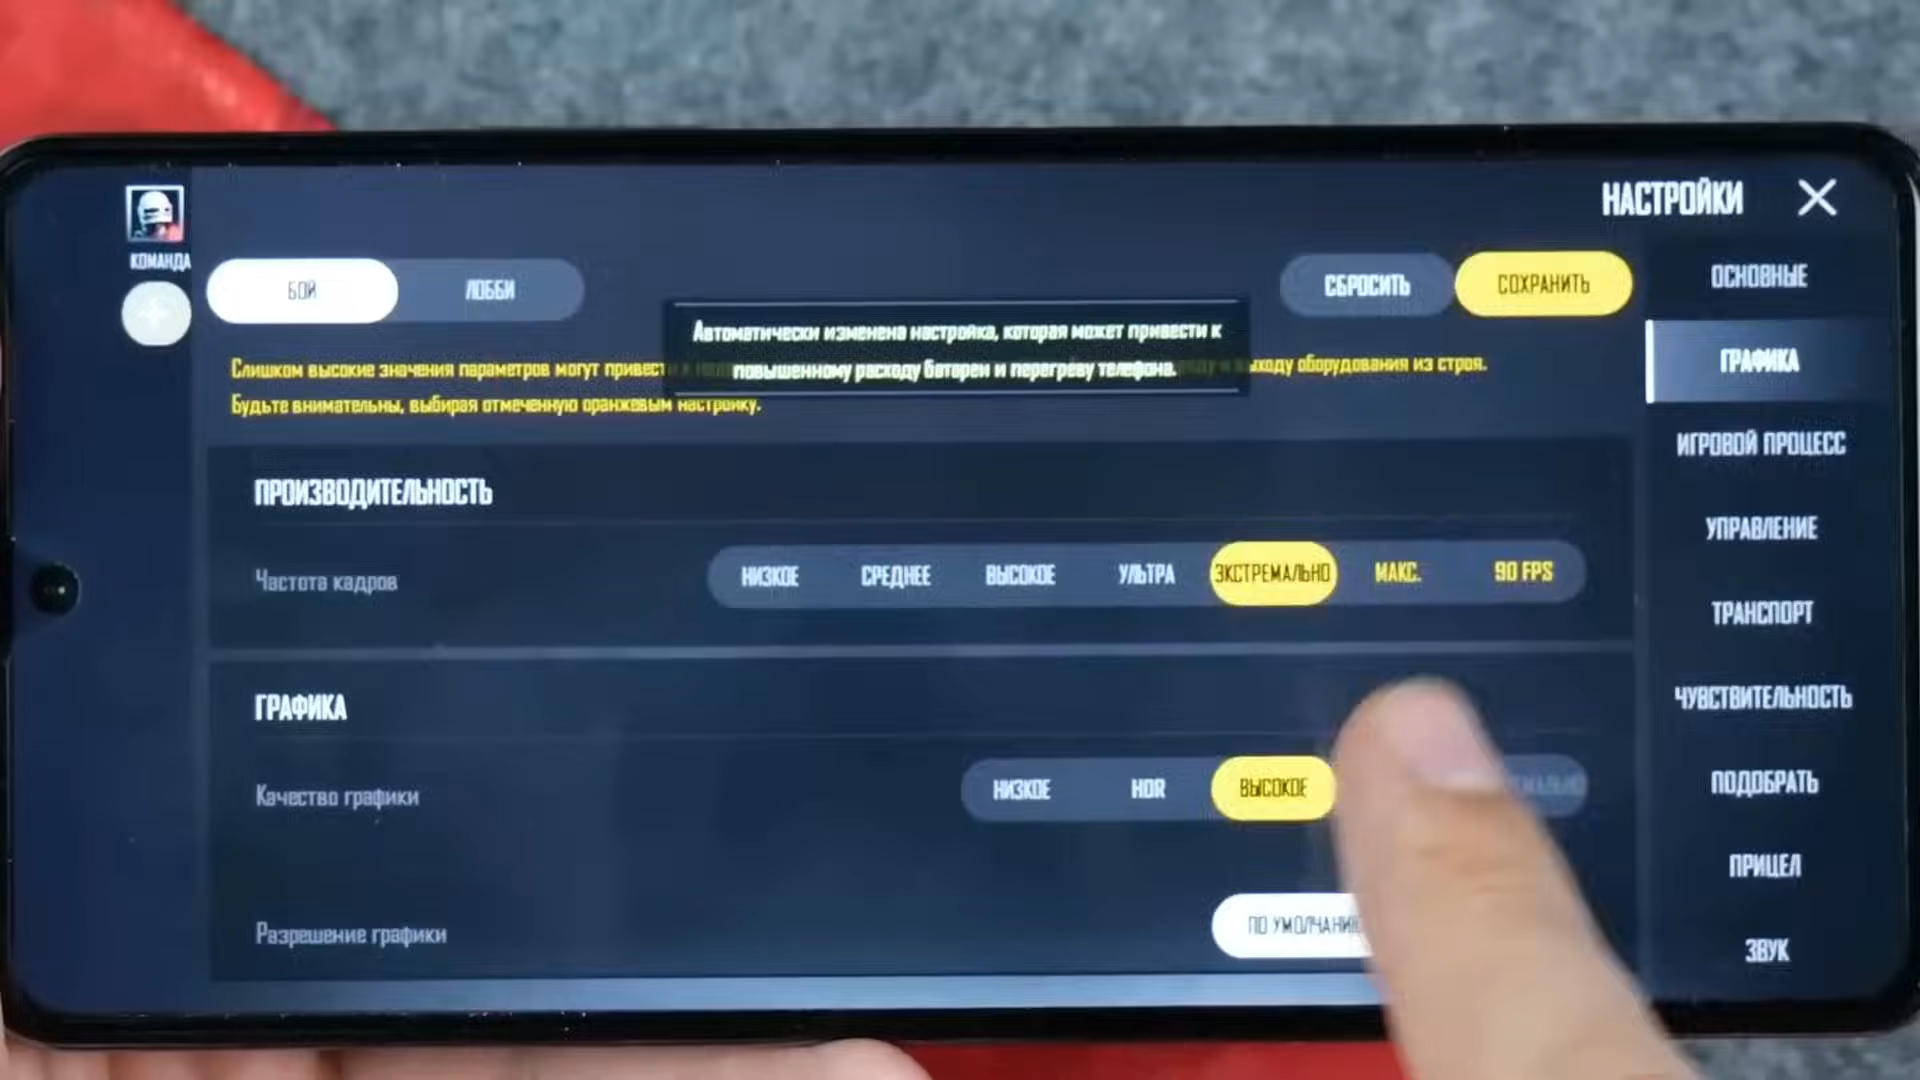 НАСТРОЙКИ
КОМАНДА
БОЙ
ЛОББИ
СБРОСИТЬ
СОХРАНИТЬ
Автоматически изменена настройка, которая может привести к
повышенному расходу батареи и перегреву телефона.
Слишком высокие значения параметров могут привест выходу оборудования из строя.
Будьте внимательны, выбирая отмеченную оранжевым настройку.
ПРОИЗВОДИТЕЛЬНОСТЬ
Частота кадров
НИЗКОЕ
СРЕДНЕЕ
ВЫСОКОЕ
УЛЬТРА
ЭКСТРЕМАЛЬНО
МАКС.
90 FPS
ГРАФИКА
Качество графики
НИЗКОЕ
HDR
ВЫСОКОЕ
Разрешение графики
ПО УМОЛЧАНИЮ
ОСНОВНЫЕ
ГРАФИКА
ИГРОВОЙ ПРОЦЕСС
УПРАВЛЕНИЕ
ТРАНСПОРТ
ЧУВСТВИТЕЛЬНОСТЬ
ПОДОБРАТЬ
ПРИЦЕЛ
ЗВУК